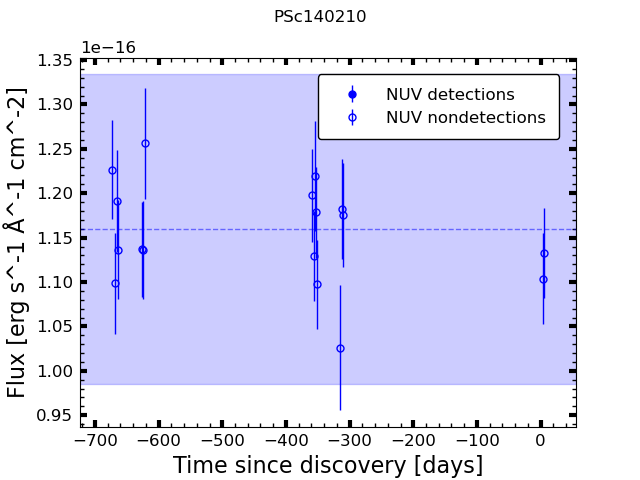 PSc140210
1e−16
1.35
1.30
1.25
1.20
1.15
1.10
1.05
1.00
0.95
Flux [erg s^-1 Å^-1 cm^-2]
NUV detections
NUV nondetections
−700 −600 −500 −400 −300 −200 −100 0
Time since discovery [days]